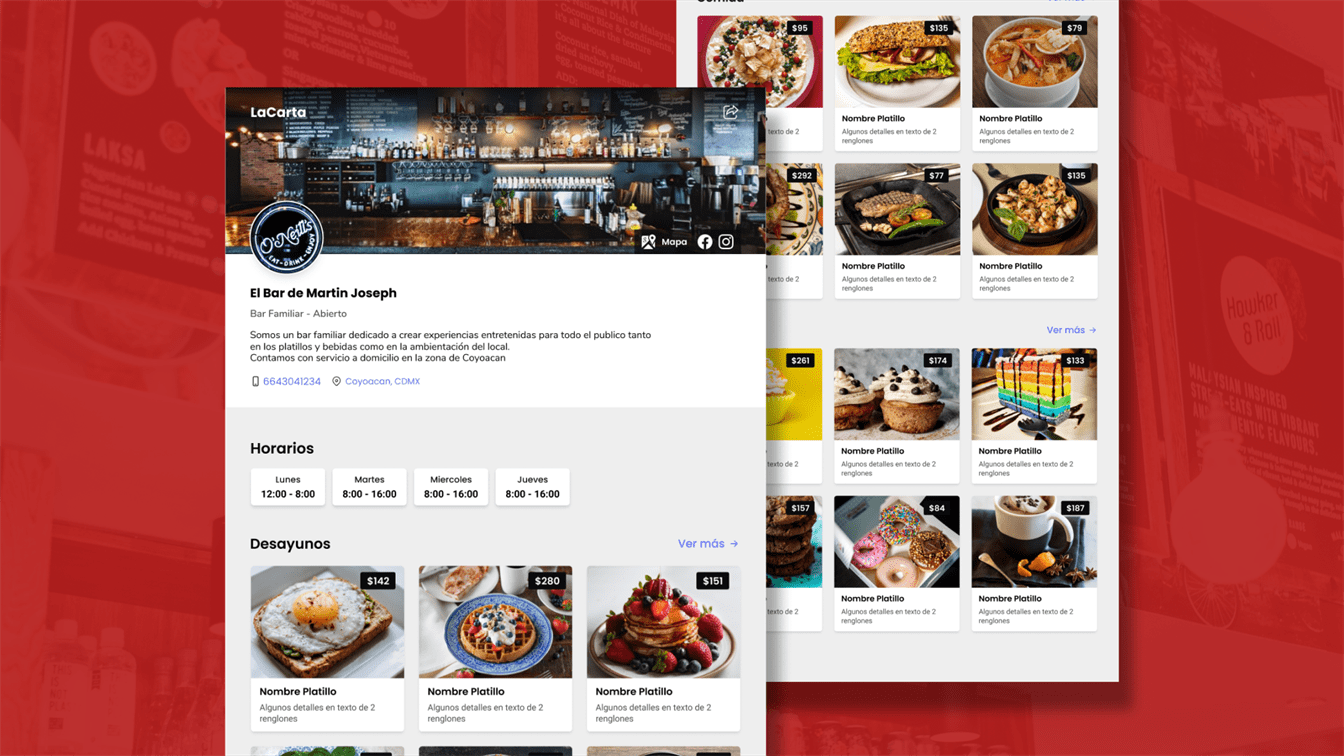 LaCarta
O'Neill's
EAT - DRINK - ENJOY
Mapa
El Bar de Martin Joseph
Bar Familiar - Abierto
Somos un bar familiar dedicado a crear experiencias entretenidas para todo el publico tanto
en los platillos y bebidas como en la ambientación del local.
Contamos con servicio a domicilio en la zona de Coyoacan
6643041234 Coyoacan, CDMX
Horarios
Lunes
12:00 - 8:00
Martes
8:00 - 16:00
Miercoles
8:00 - 16:00
Jueves
8:00 - 16:00
Desayunos
Ver más →
$142
Nombre Platillo
Algunos detalles en texto de 2
renglones
$280
Nombre Platillo
Algunos detalles en texto de 2
renglones
$151
Nombre Platillo
Algunos detalles en texto de 2
renglones
$95
texto de 2
$135
Nombre Platillo
Algunos detalles en texto de 2
renglones
$79
Nombre Platillo
Algunos detalles en texto de 2
renglones
$292
texto de 2
$77
Nombre Platillo
Algunos detalles en texto de 2
renglones
$135
Nombre Platillo
Algunos detalles en texto de 2
renglones
Ver más →
$261
texto de 2
$174
Nombre Platillo
Algunos detalles en texto de 2
renglones
$133
Nombre Platillo
Algunos detalles en texto de 2
renglones
$157
texto de 2
$84
Nombre Platillo
Algunos detalles en texto de 2
renglones
$187
Nombre Platillo
Algunos detalles en texto de 2
renglones
LAKSA
Hawker
& Roll
MALAYSIAN INSPIRED
STREET-EATS WITH VIBRANT
AUTHENTIC FLAVOURS.